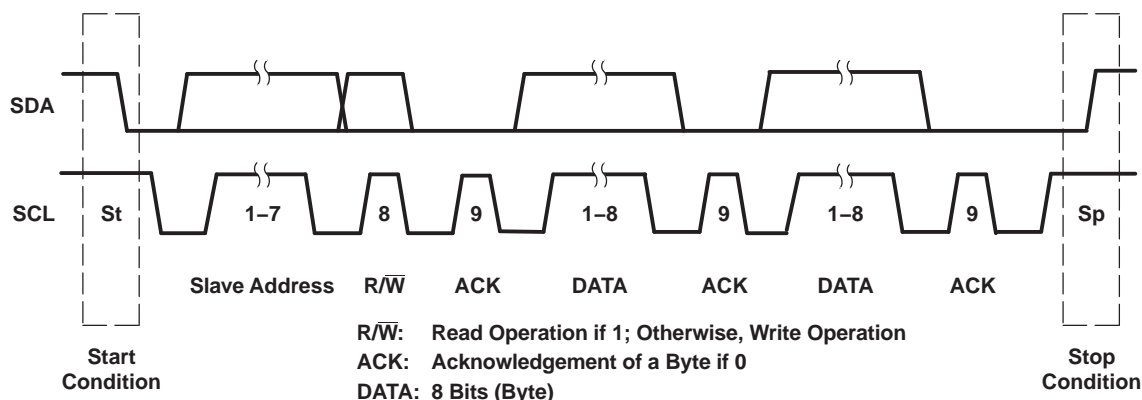 SDA
SCL
St
1–7
8
9
1–8
9
1–8
9
Sp
Slave Address
R/W̅
ACK
DATA
ACK
DATA
ACK
R/W̅: Read Operation if 1; Otherwise, Write Operation
ACK: Acknowledgement of a Byte if 0
DATA: 8 Bits (Byte)
Start
Condition
Stop
Condition